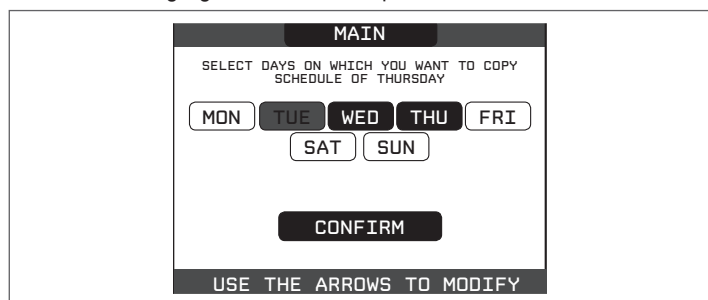 MAIN
SELECT DAYS ON WHICH YOU WANT TO COPY
SCHEDULE OF THURSDAY
MON TUE WED THU FRI
SAT SUN
CONFIRM
USE THE ARROWS TO MODIFY